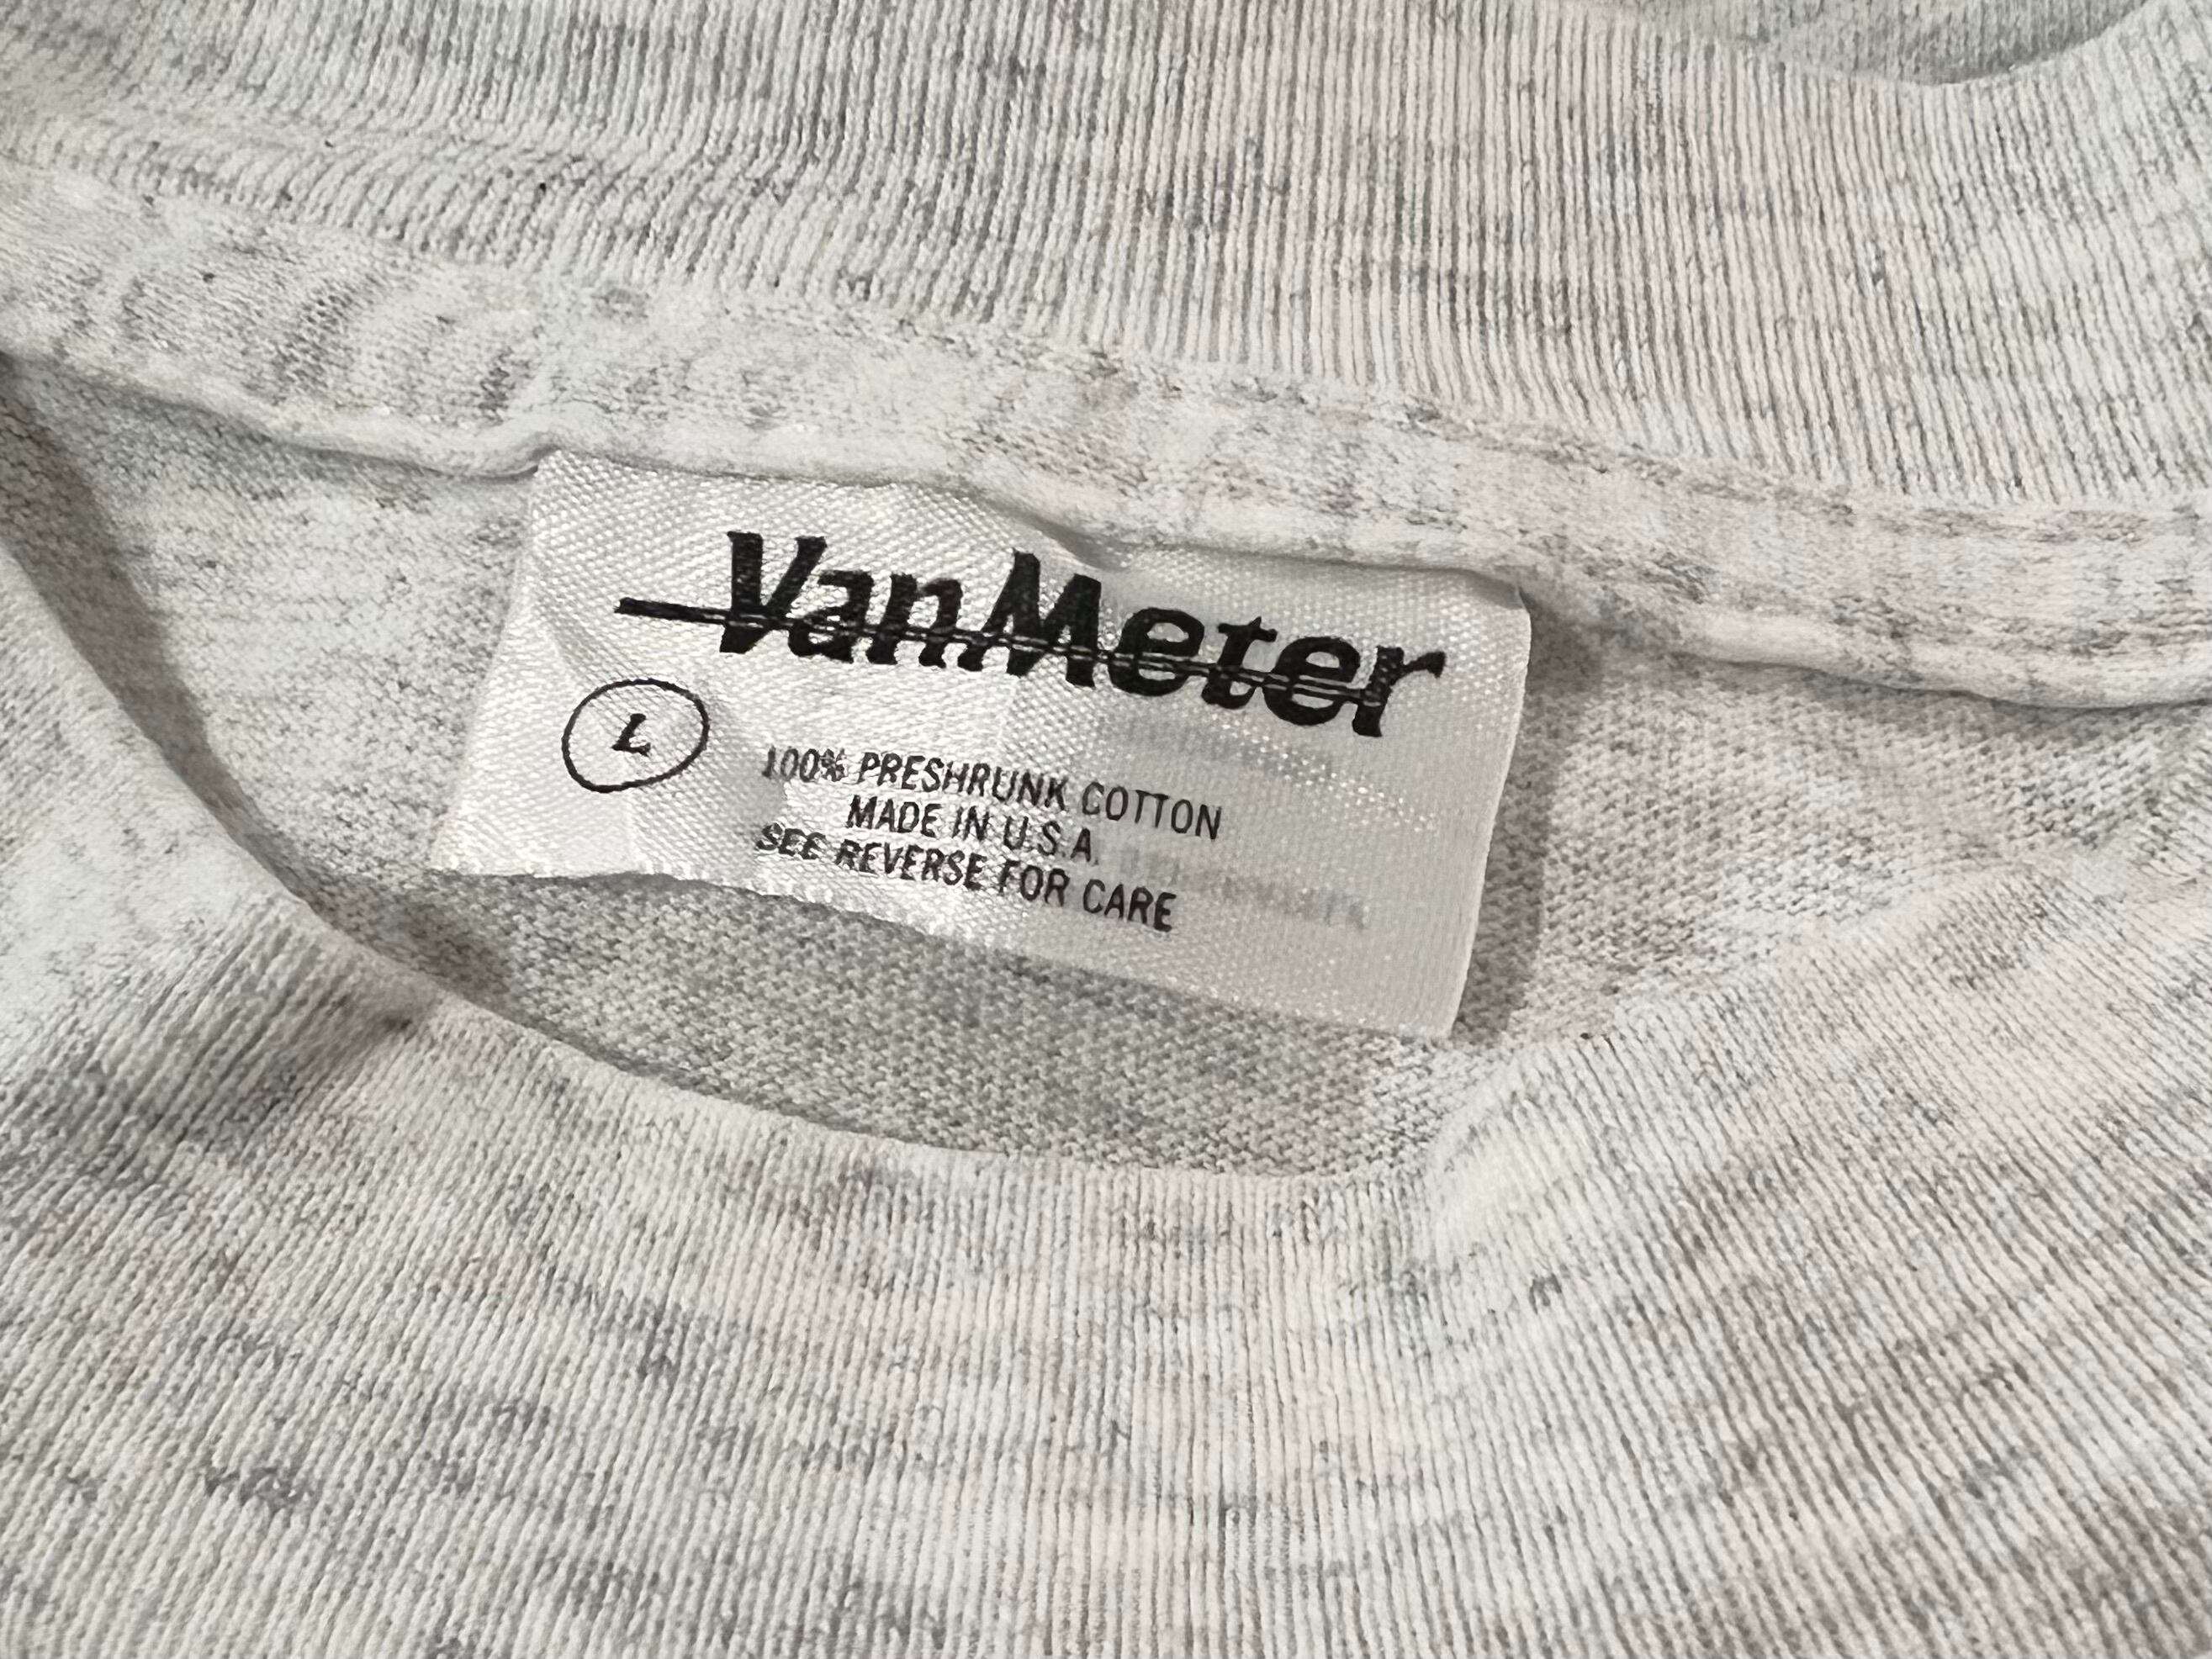 VanMeter
L
100% PRESHRUNK COTTON
MADE IN U.S.A.
SEE REVERSE FOR CARE